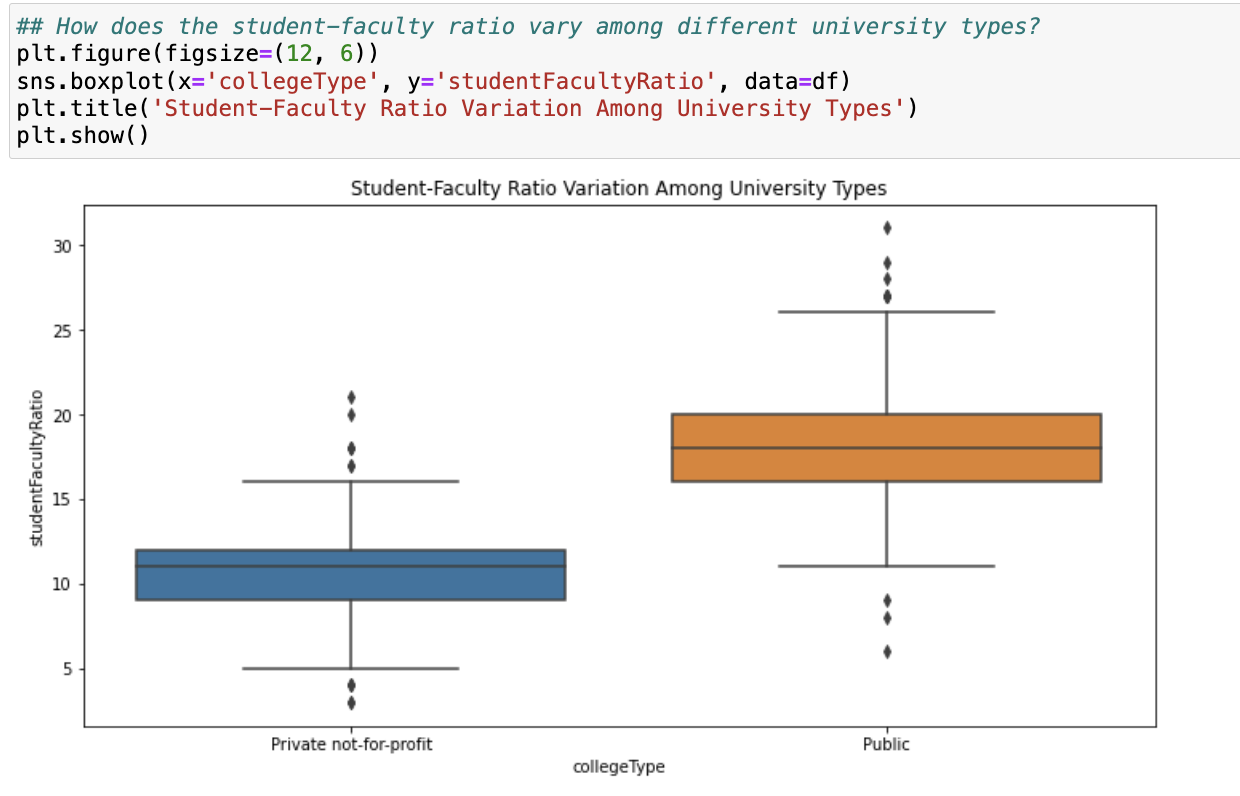 ## How does the student-faculty ratio vary among different university types?
plt.figure(figsize=(12, 6))
sns.boxplot(x='collegeType', y='studentFacultyRatio', data=df)
plt.title('Student-Faculty Ratio Variation Among University Types')
plt.show()
Student-Faculty Ratio Variation Among University Types
30
25
20
15
10
5
studentFacultyRatio
Private not-for-profit
Public
collegeType